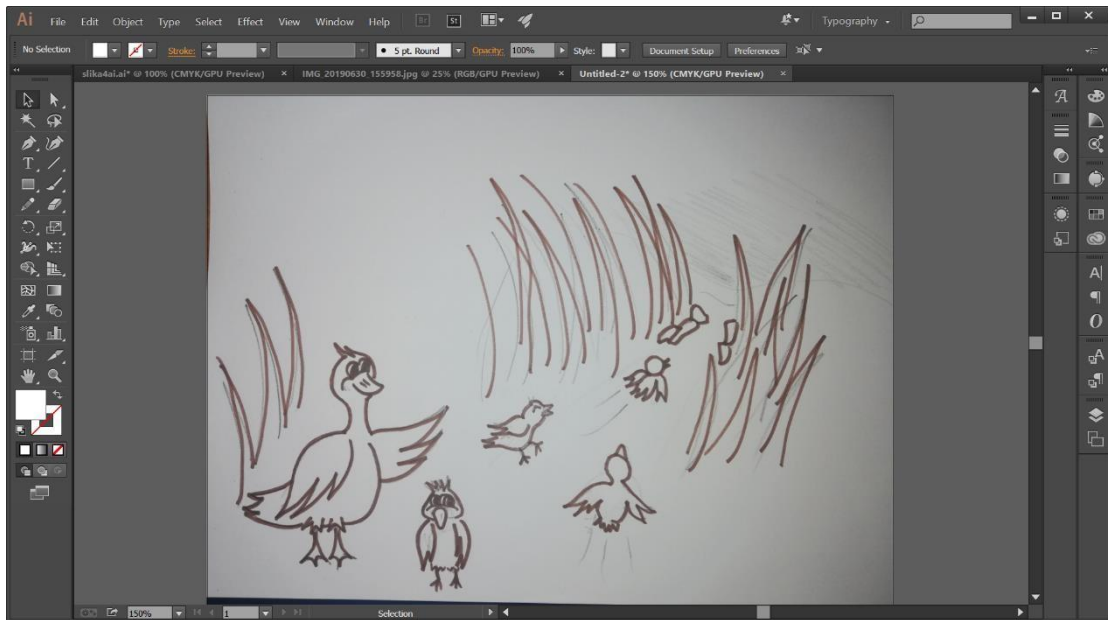 Ai File Edit Object Type Select Effect View Window Help Br St Typography
No Selection Stroke: 5 pt. Round Opacity: 100% Style: Document Setup Preferences
slika4ai.ai* @ 100% (CMYK/GPU Preview) × IMG_20190630_155958.jpg @ 25% (RGB/GPU Preview) × Untitled-2* @ 150% (CMYK/GPU Preview) ×
150% 1 Selection